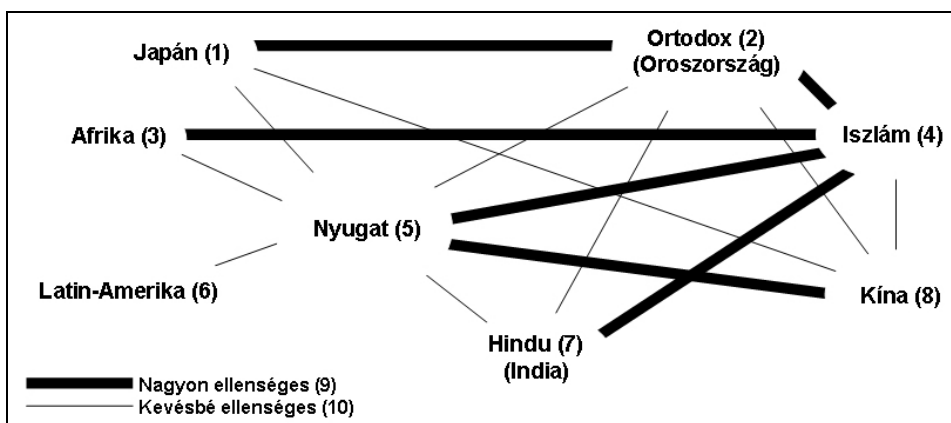 Japán (1)
Ortodox (2)
(Oroszország)
Afrika (3)
Iszlám (4)
Nyugat (5)
Latin-Amerika (6)
Kína (8)
Hindu (7)
(India)
Nagyon ellenséges (9)
Kevésbé ellenséges (10)